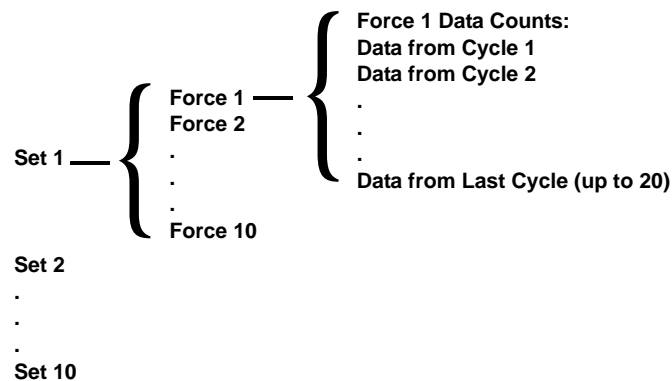 Force 1 Data Counts:
Data from Cycle 1
Data from Cycle 2
.
.
.
Data from Last Cycle (up to 20)
Force 1
Force 2
.
.
.
Force 10
Set 1
Set 2
.
.
.
Set 10